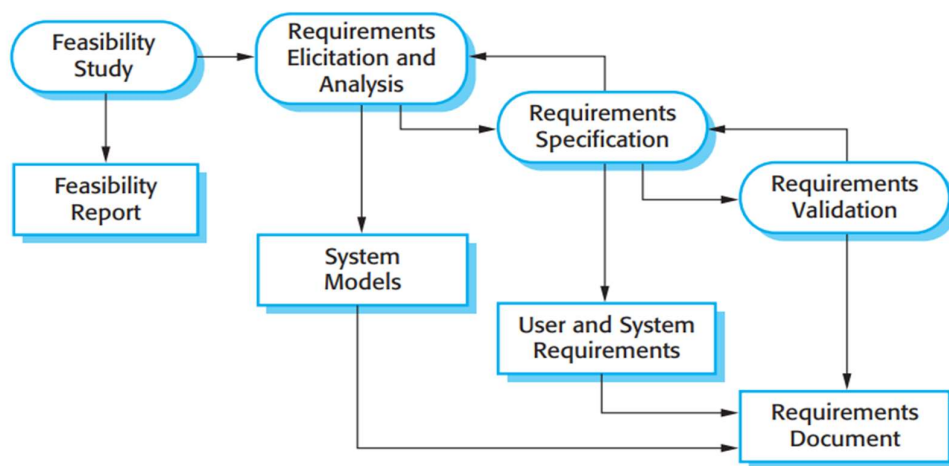 Feasibility
Study
Requirements
Elicitation and
Analysis
Requirements
Specification
Requirements
Validation
Feasibility
Report
System
Models
User and System
Requirements
Requirements
Document